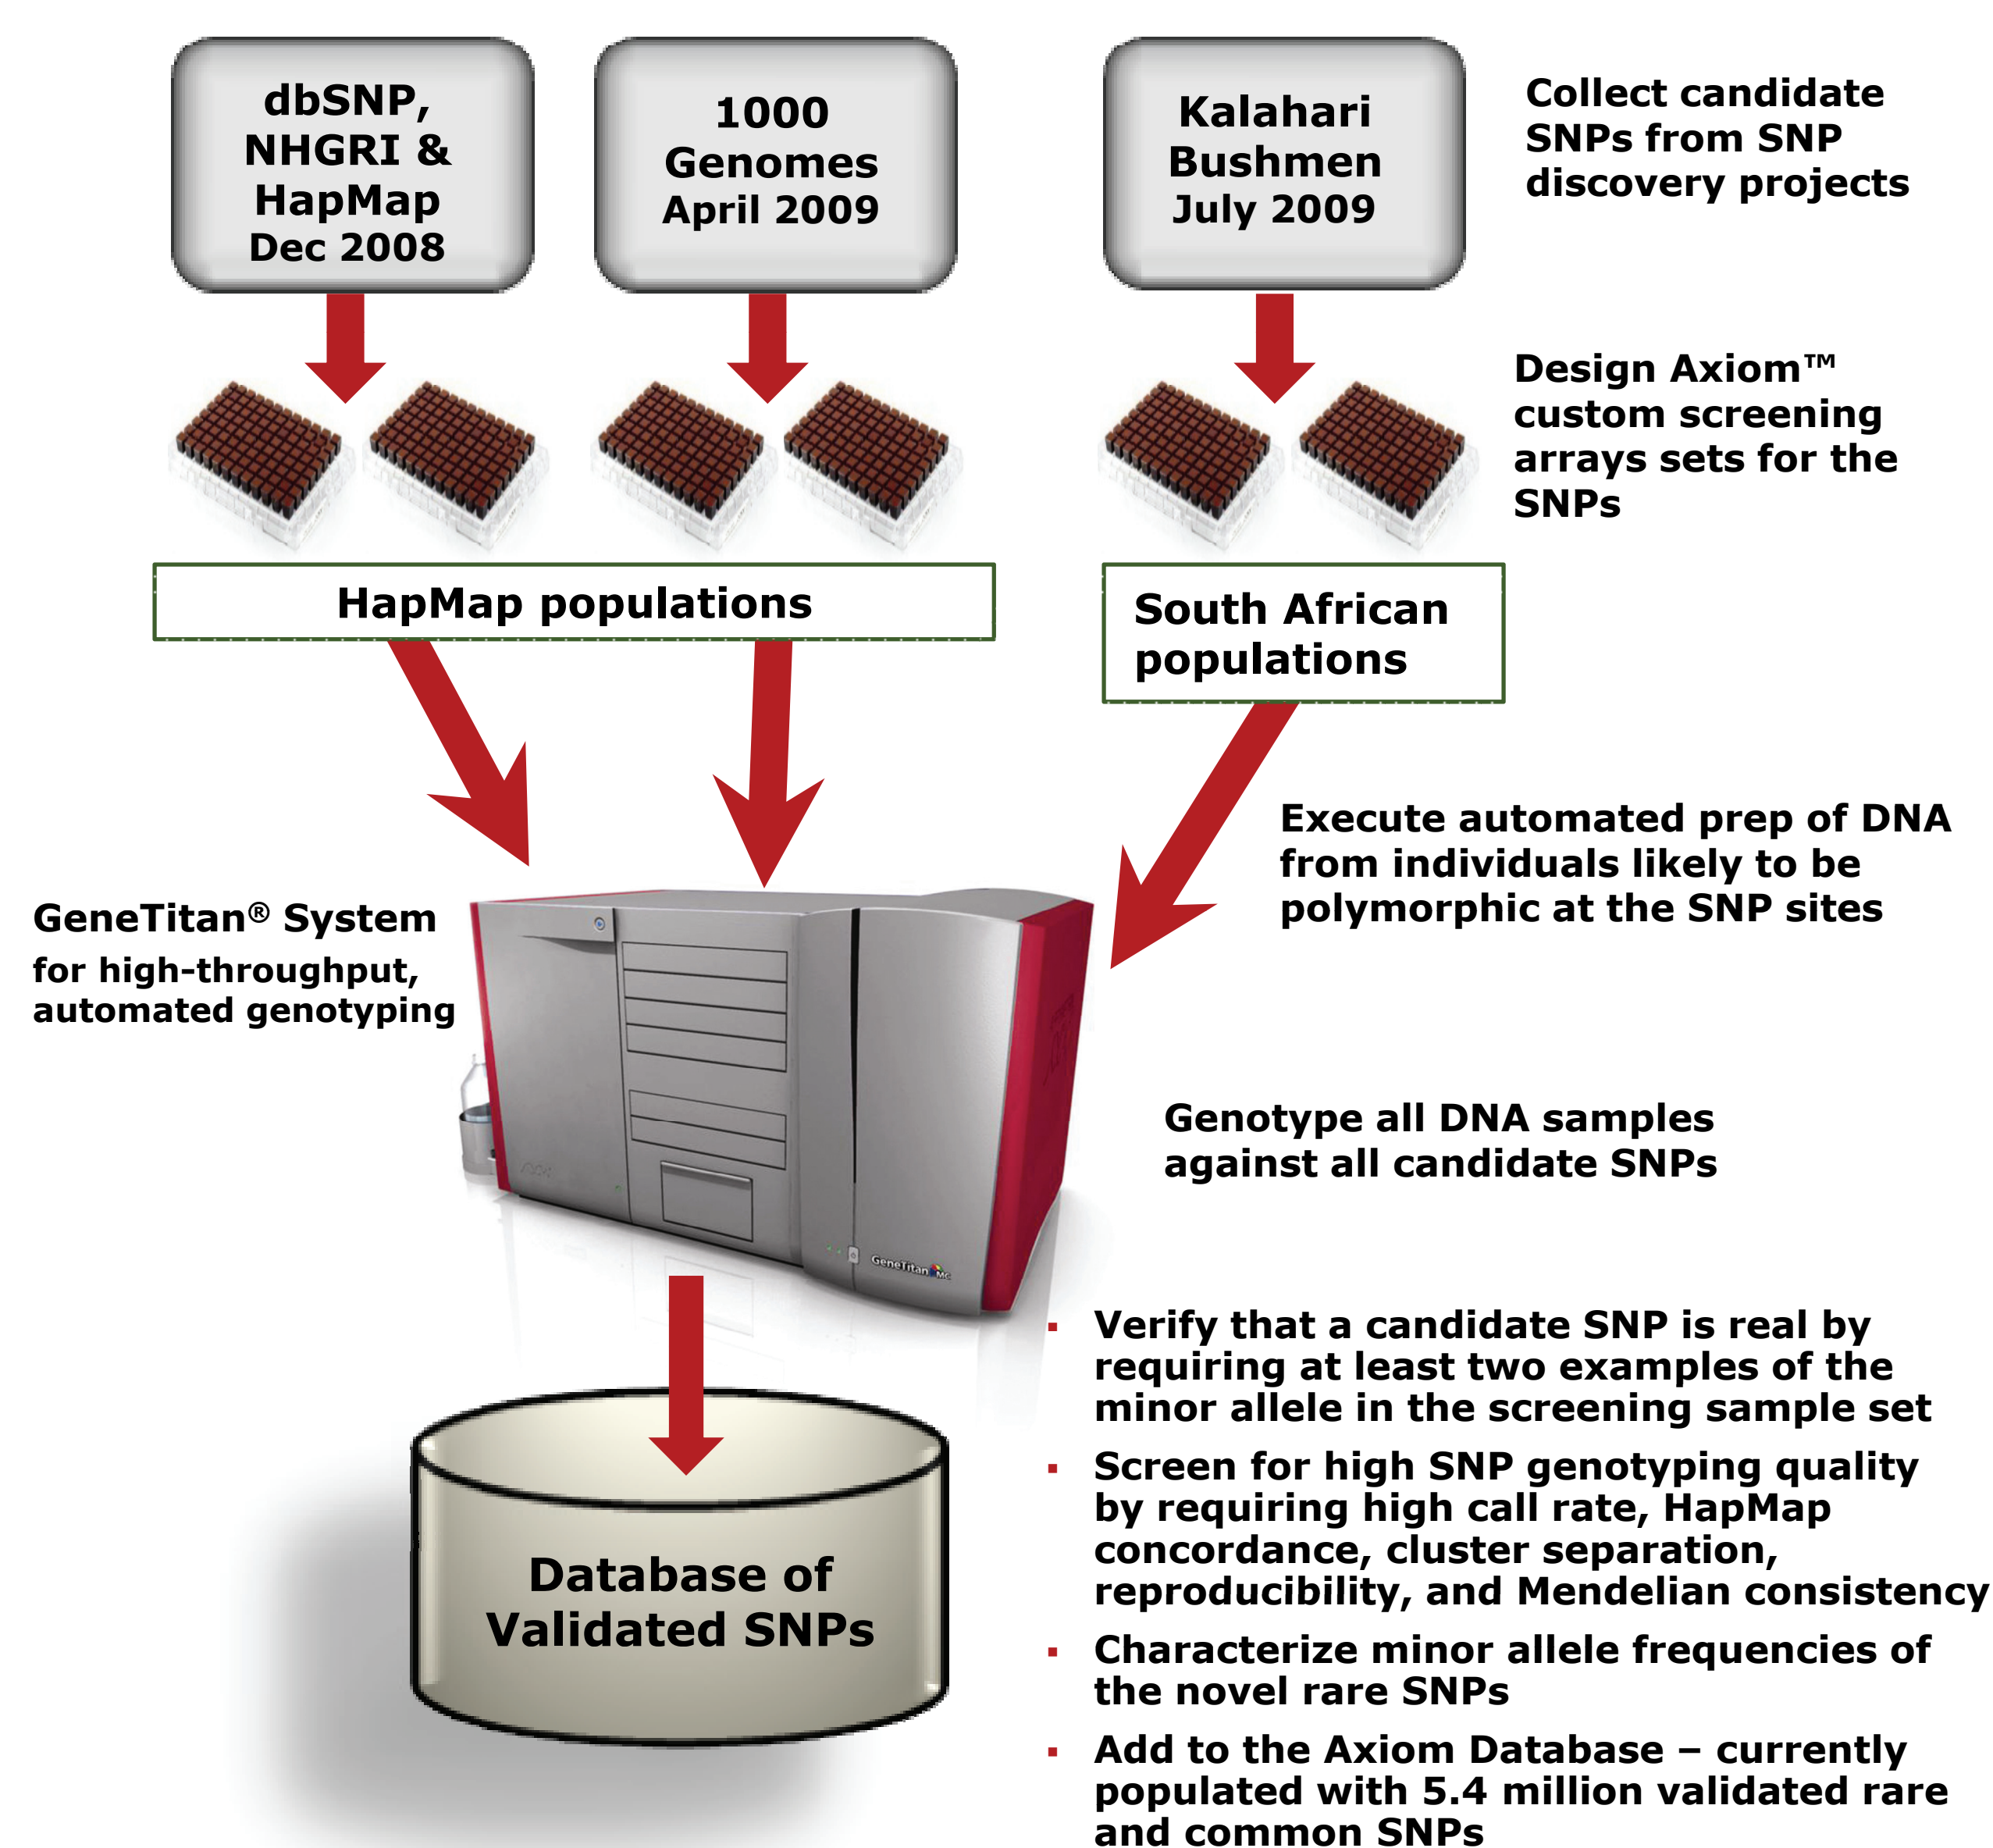 dbSNP,
NHGRI &
HapMap
Dec 2008
1000
Genomes
April 2009
Kalahari
Bushmen
July 2009
Collect candidate
SNPs from SNP
discovery projects
Design Axiom™
custom screening
arrays sets for the
SNPs
HapMap populations
South African
populations
Execute automated prep of DNA
from individuals likely to be
polymorphic at the SNP sites
GeneTitan® System
for high-throughput,
automated genotyping
Genotype all DNA samples
against all candidate SNPs
GeneTitan MC
▪ Verify that a candidate SNP is real by
requiring at least two examples of the
minor allele in the screening sample set
▪ Screen for high SNP genotyping quality
by requiring high call rate, HapMap
concordance, cluster separation,
reproducibility, and Mendelian consistency
▪ Characterize minor allele frequencies of
the novel rare SNPs
▪ Add to the Axiom Database – currently
populated with 5.4 million validated rare
and common SNPs
Database of
Validated SNPs